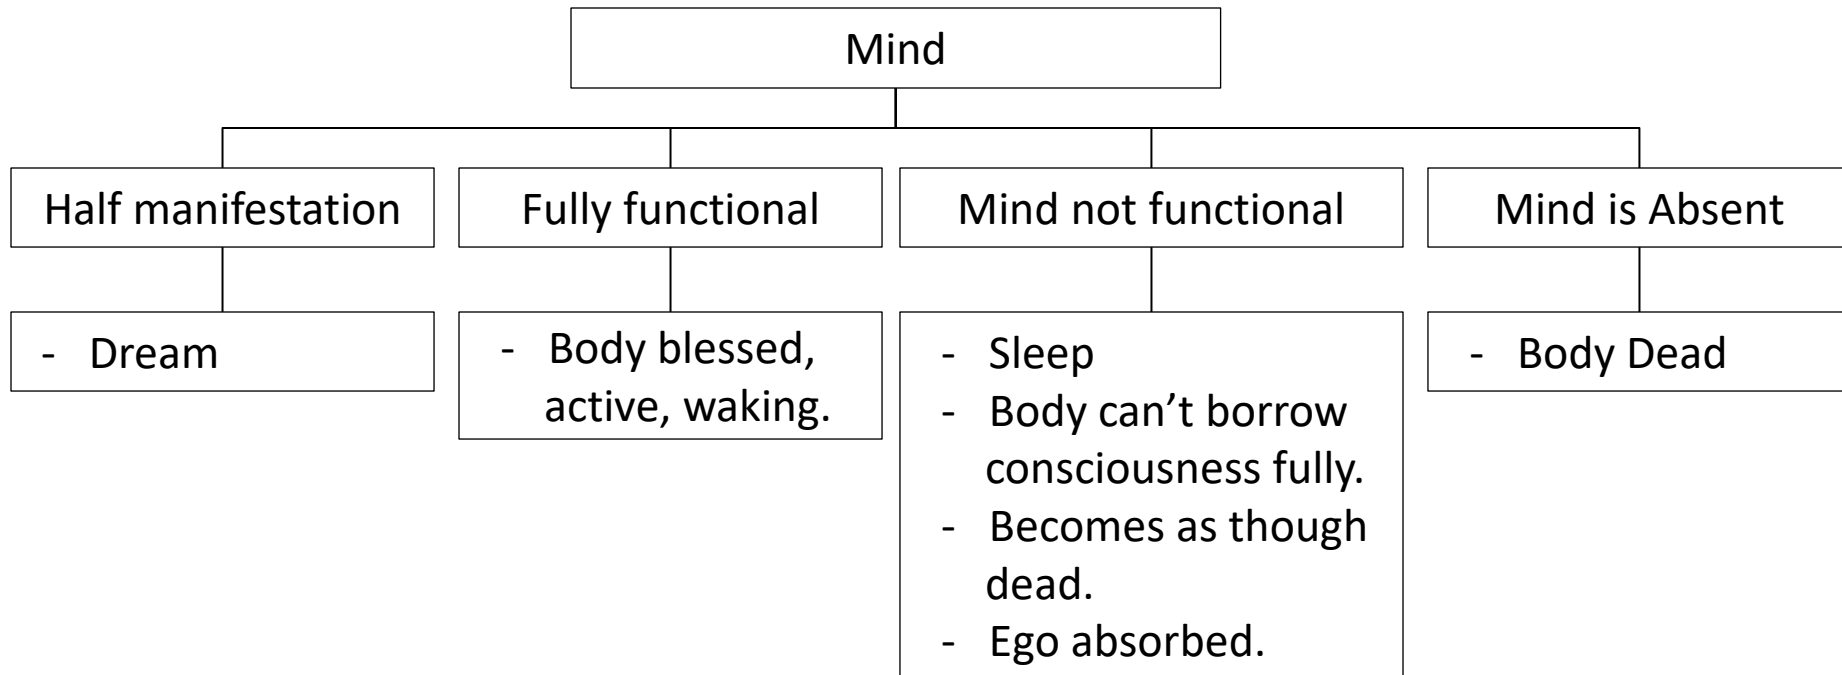 Mind
Half manifestation
Fully functional
Mind not functional
Mind is Absent
- Dream
- Body blessed,
active, waking.
- Sleep
- Body can’t borrow
consciousness fully.
- Becomes as though
dead.
- Ego absorbed.
- Body Dead